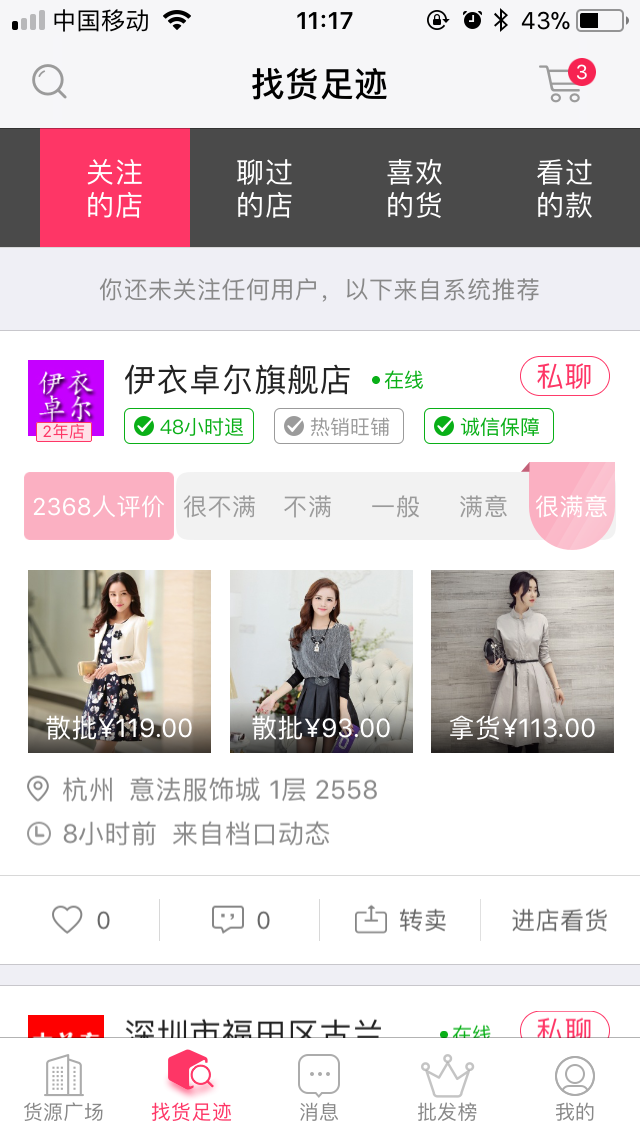 中国移动 11:17 43%
找货足迹 3
关注的店 聊过的店 喜欢的货 看过的款
你还未关注任何用户，以下来自系统推荐
伊衣卓尔
2年店
伊衣卓尔旗舰店 在线 私聊
48小时退 热销旺铺 诚信保障
2368人评价 很不满 不满 一般 满意 很满意
散批¥119.00 散批¥93.00 拿货¥113.00
杭州 意法服饰城 1层 2558
8小时前 来自档口动态
0 0 转卖 进店看货
深圳市福田区古兰 在线 私聊
货源广场 找货足迹 消息 批发榜 我的